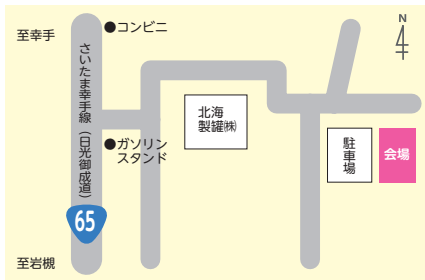 至幸手
●コンビニ
N
さいたま幸手線（日光御成道）
北海
製罐㈱
●ガソリン
スタンド
駐車場
会場
65
至岩槻